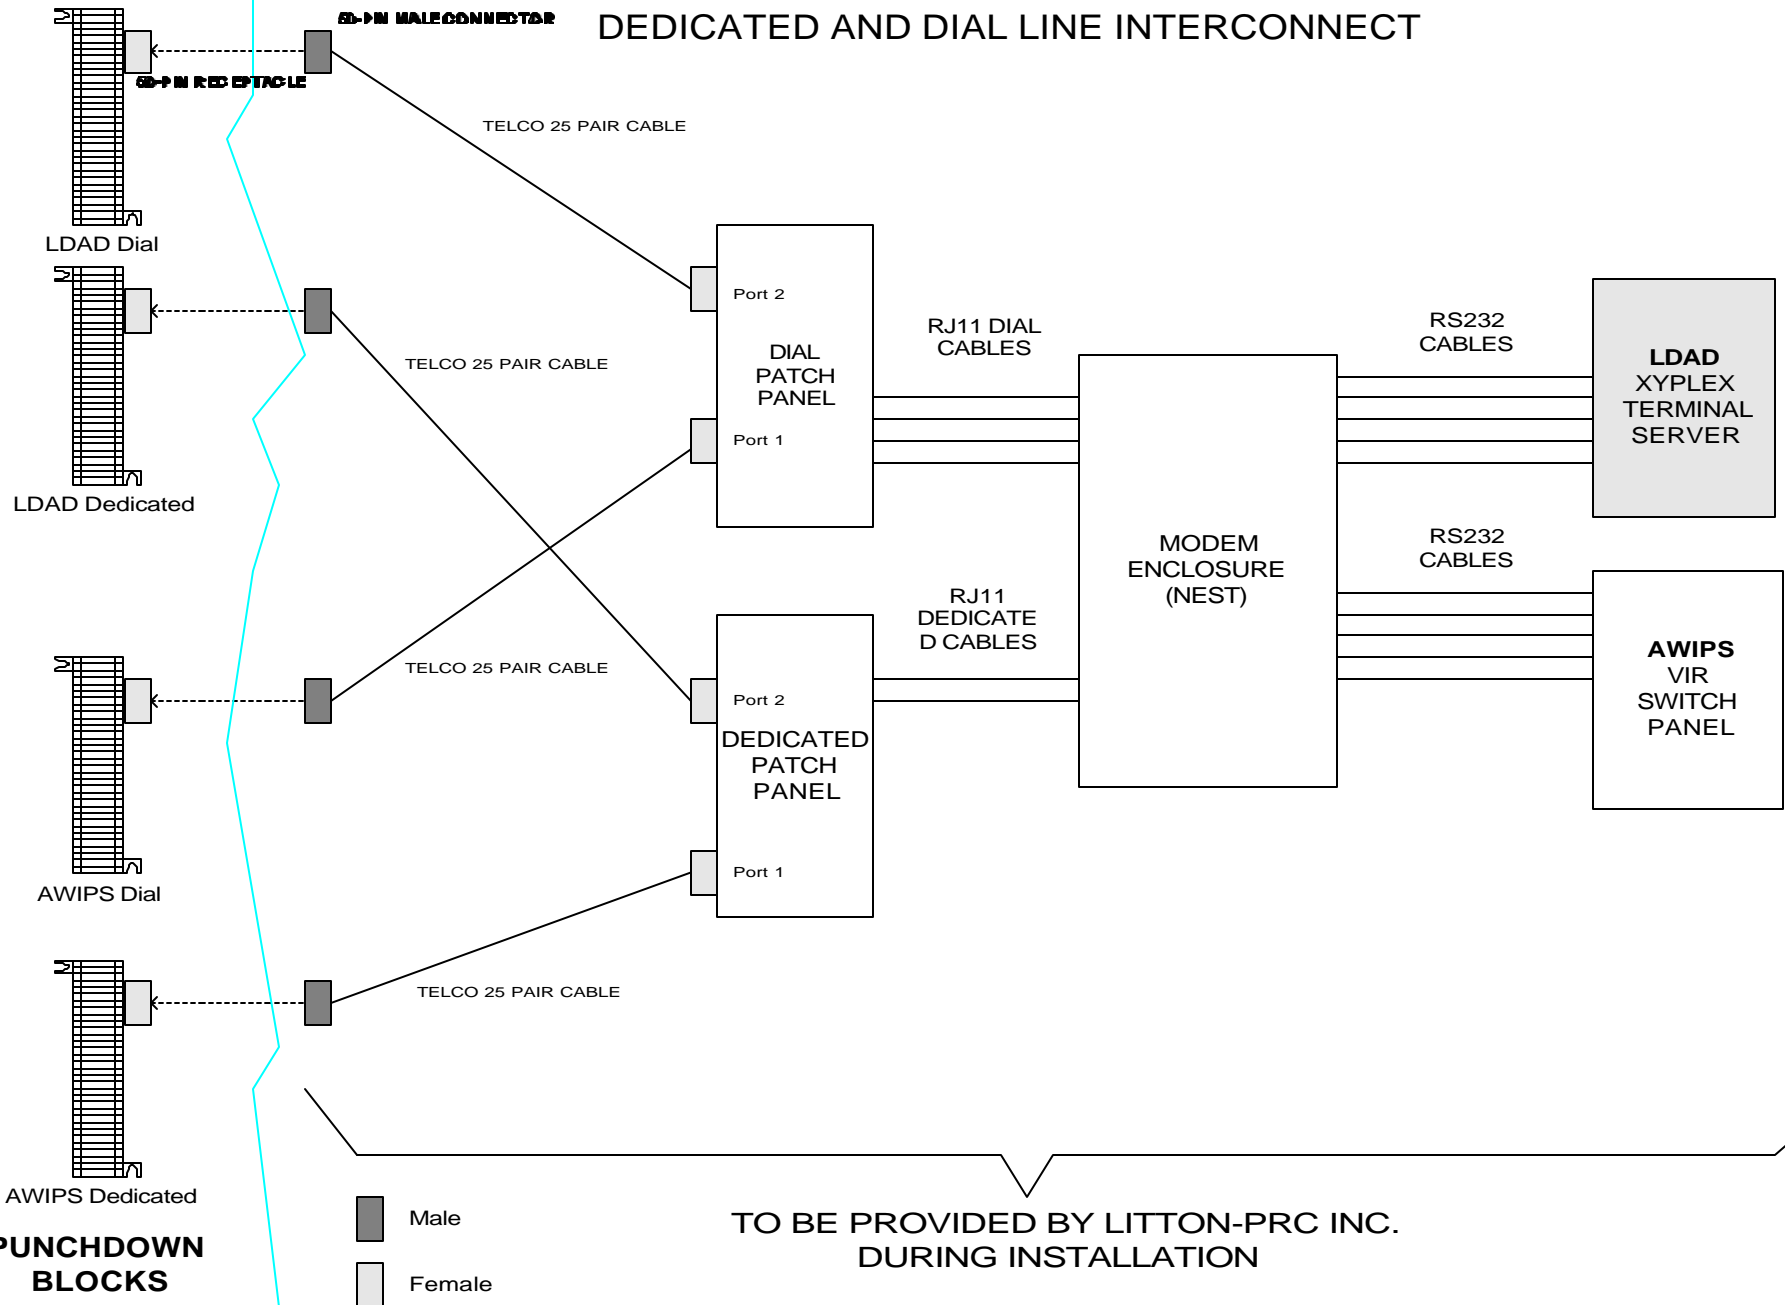 DEDICATED AND DIAL LINE INTERCONNECT
50-PIN MALE CONNECTOR
50-PIN RECEPTACLE
TELCO 25 PAIR CABLE
LDAD Dial
Port 2
DIAL
PATCH
PANEL
Port 1
RJ11 DIAL
CABLES
RS232
CABLES
LDAD
XYPLEX
TERMINAL
SERVER
TELCO 25 PAIR CABLE
LDAD Dedicated
MODEM
ENCLOSURE
(NEST)
RS232
CABLES
RJ11
DEDICATE
D CABLES
AWIPS
VIR
SWITCH
PANEL
TELCO 25 PAIR CABLE
Port 2
DEDICATED
PATCH
PANEL
Port 1
AWIPS Dial
TELCO 25 PAIR CABLE
AWIPS Dedicated
PUNCHDOWN
BLOCKS
Male
Female
TO BE PROVIDED BY LITTON-PRC INC.
DURING INSTALLATION